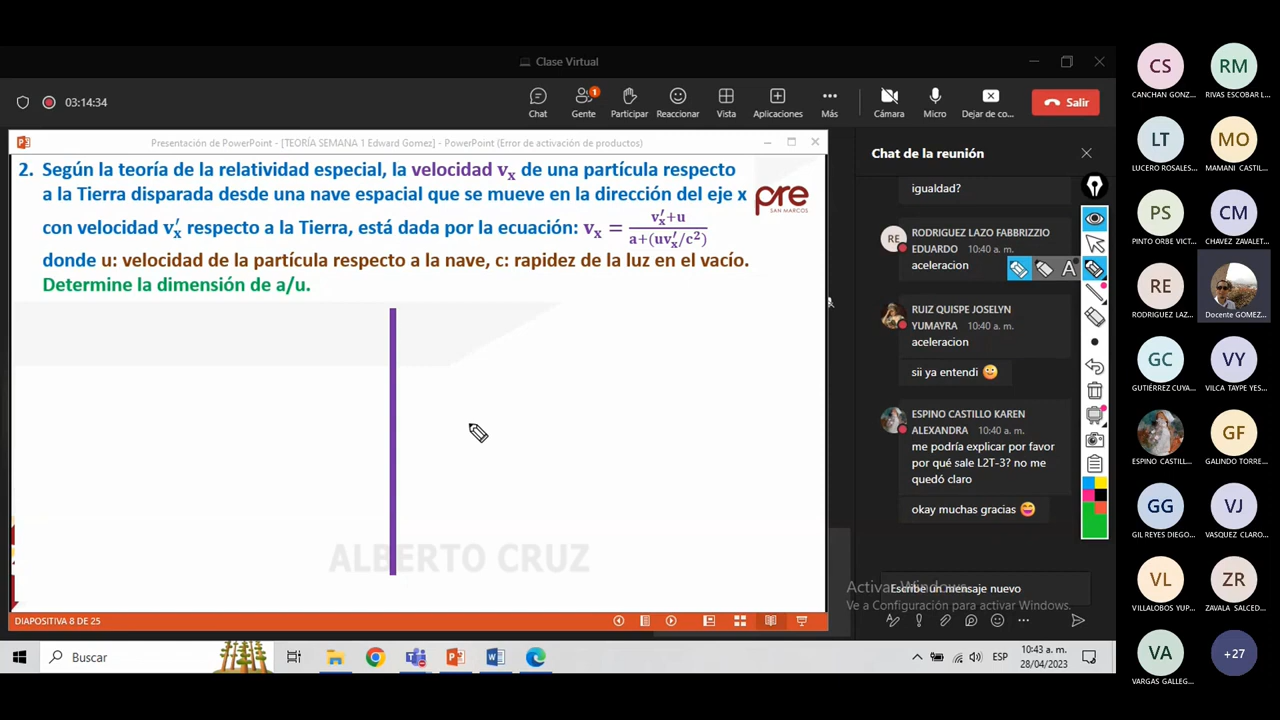 Clase Virtual
03:14:34
1
Chat
Gente
Participar
Reaccionar
Vista
Aplicaciones
Más
Cámara
Micro
Dejar de co...
Salir
Presentación de PowerPoint - [TEORÍA SEMANA 1 Edward Gomez] - PowerPoint (Error de activación de productos)
2. Según la teoría de la relatividad especial, la velocidad vₓ de una partícula respecto
a la Tierra disparada desde una nave espacial que se mueve en la dirección del eje x
con velocidad v′ₓ respecto a la Tierra, está dada por la ecuación: vₓ = (v′ₓ+u)/(a+(uv′ₓ/c²))
donde u: velocidad de la partícula respecto a la nave, c: rapidez de la luz en el vacío.
Determine la dimensión de a/u.
pre
SAN MARCOS
ALBERTO CRUZ
DIAPOSITIVA 8 DE 25
Chat de la reunión
igualdad?
RE
RODRIGUEZ LAZO FABBRIZZIO
EDUARDO 10:40 a. m.
aceleracion
A
RUIZ QUISPE JOSELYN
YUMAYRA 10:40 a. m.
aceleracion
sii ya entendi
ESPINO CASTILLO KAREN
ALEXANDRA 10:40 a. m.
me podría explicar por favor
por qué sale L2T-3? no me
quedó claro
okay muchas gracias
Activar Windows
Escribe un mensaje nuevo
Ve a Configuración para activar Windows.
Buscar
ESP
10:43 a. m.
28/04/2023
CS
CANCHAN GONZ...
RM
RIVAS ESCOBAR L...
LT
LUCERO ROSALES...
MO
MAMANI CASTIL...
PS
PINTO ORBE VICT...
CM
CHAVEZ ZAVALET...
RE
RODRIGUEZ LAZ...
Docente GOMEZ...
GC
GUTIÉRREZ CUYA...
VY
VILCA TAYPE YES...
ESPINO CASTILL...
GF
GALINDO TORRE...
GG
GIL REYES DIEGO...
VJ
VASQUEZ CLARO...
VL
VILLALOBOS YUP...
ZR
ZAVALA SALCED...
VA
VARGAS GALLEG...
+27